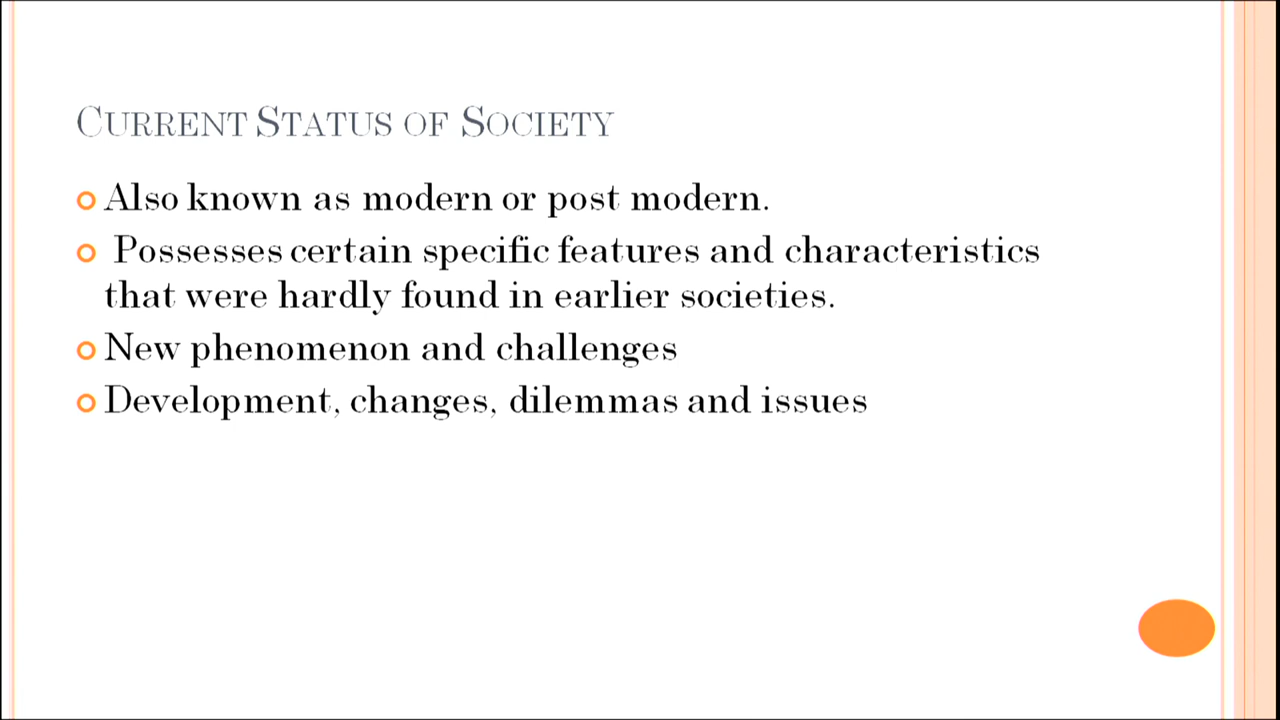 CURRENT STATUS OF SOCIETY
Also known as modern or post modern.
Possesses certain specific features and characteristics
that were hardly found in earlier societies.
New phenomenon and challenges
Development, changes, dilemmas and issues